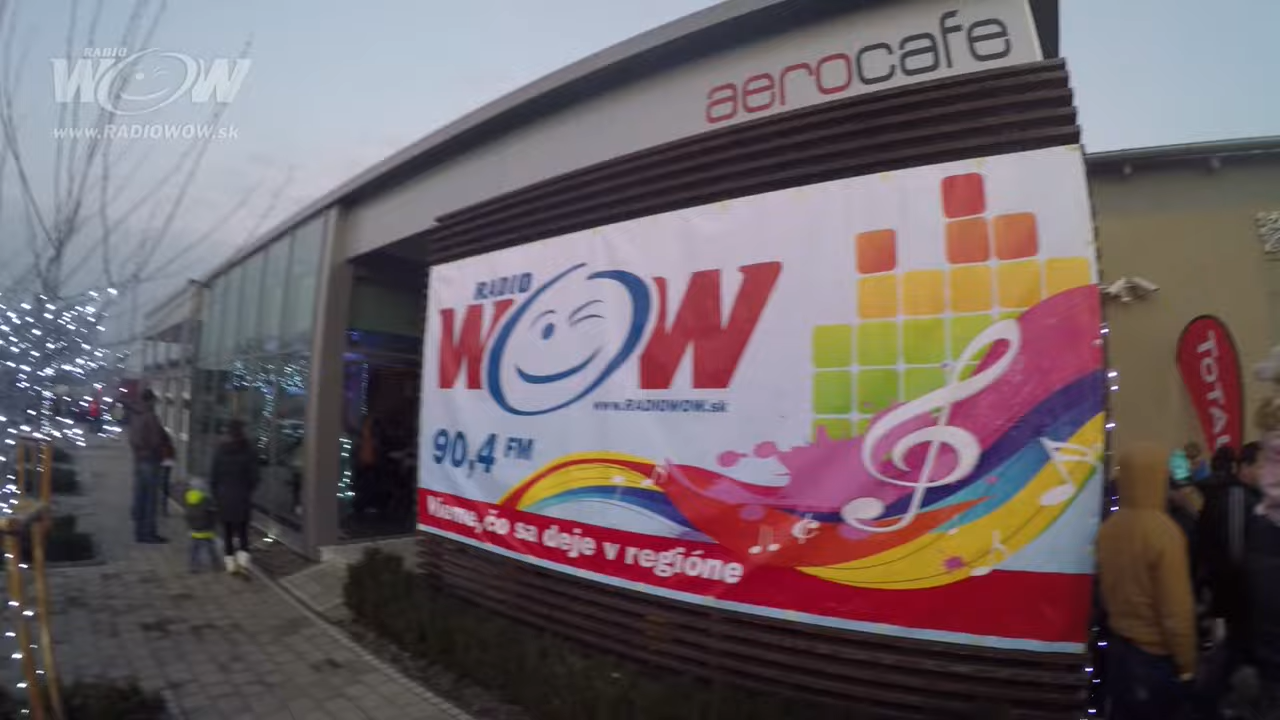 RADIO
WOW
www.RADIOWOW.sk
aerocafe
RADIO
WOW
www.RADIOWOW.sk
90,4 FM
Vieme, čo sa deje v regióne
TOTAL